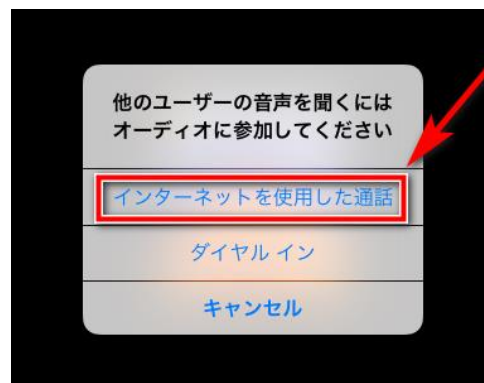 他のユーザーの音声を聞くには
オーディオに参加してください
インターネットを使用した通話
ダイヤル イン
キャンセル